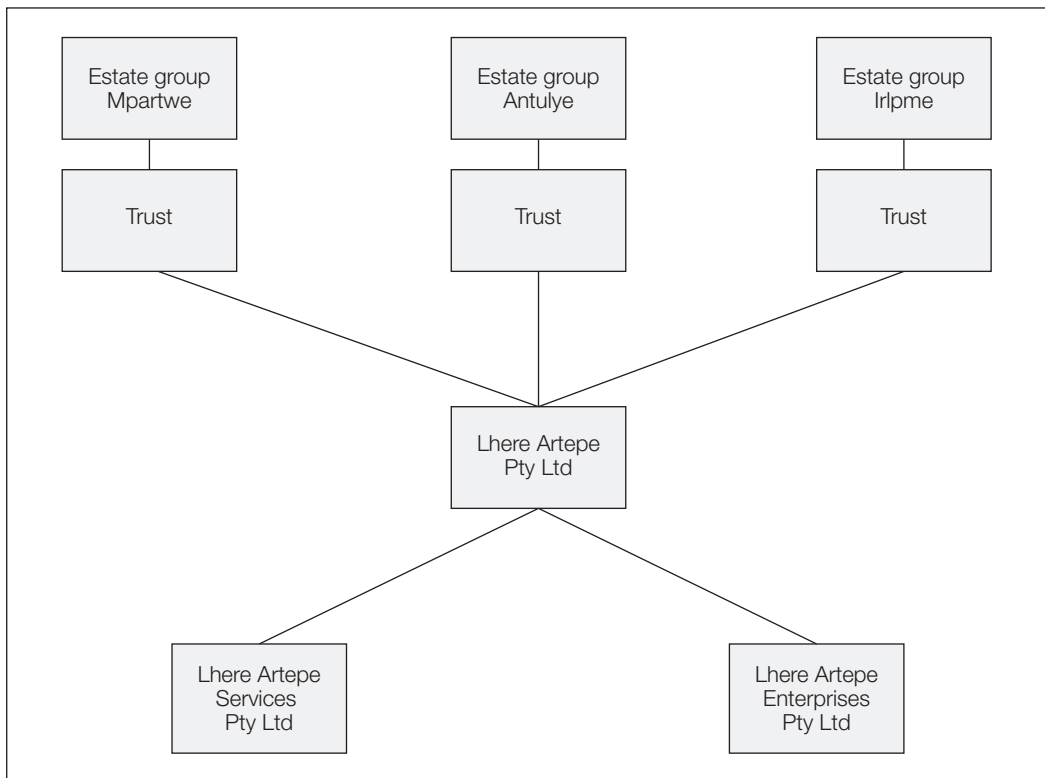 Estate group
Mpartwe
Estate group
Antulye
Estate group
Irlpme
Trust
Trust
Trust
Lhere Artepe
Pty Ltd
Lhere Artepe
Services
Pty Ltd
Lhere Artepe
Enterprises
Pty Ltd